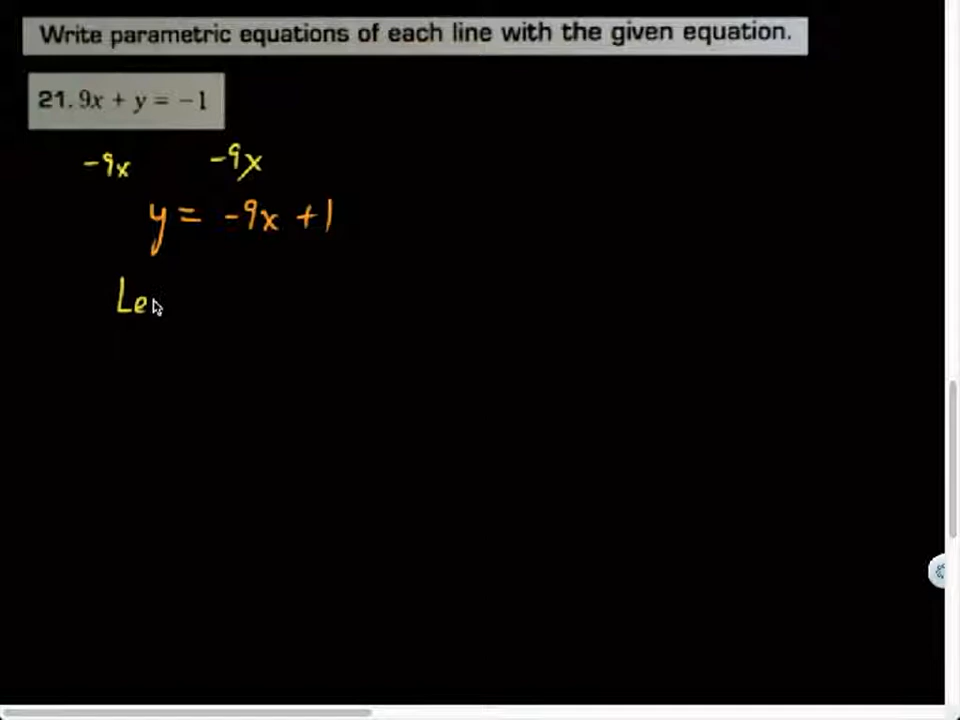 Write parametric equations of each line with the given equation.
21. 9x + y = −1
-9x -9x
y = -9x +1
Le